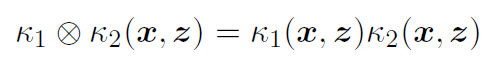 κ₁ ⊗ κ₂(𝒙, 𝒛) = κ₁(𝒙, 𝒛)κ₂(𝒙, 𝒛)